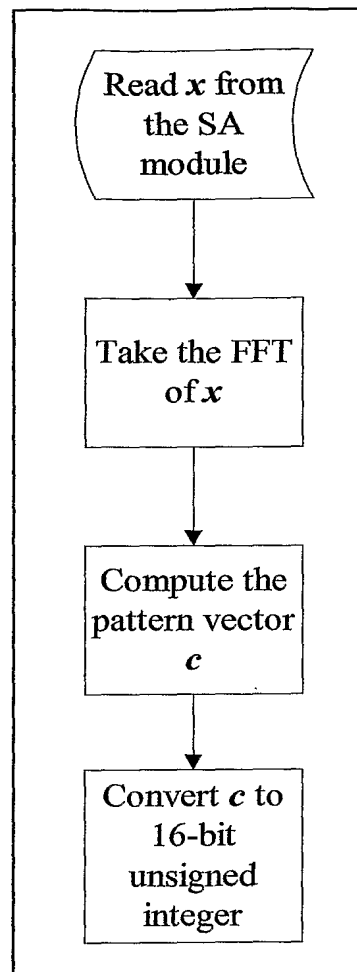 Read x from
the SA
module
Take the FFT
of x
Compute the
pattern vector
c
Convert c to
16-bit
unsigned
integer